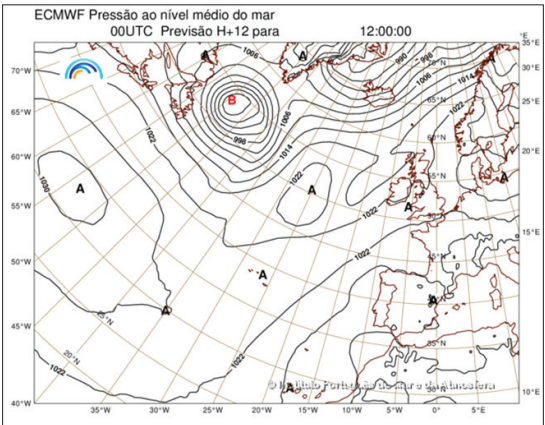 ECMWF Pressão ao nível médio do mar
00UTC Previsão H+12 para 12:00:00
°E
70°W 35°E
30°E
65°W 25°E
60°W 20°E
55°W
50°W 15°E
45°W
40°W 10°E
35°W 30°W 25°W 20°W 15°W 10°W 5°W 0° 5°E
A A A
1006 990 998 1006 1014 1022
70°N
65°N
60°N
55°N
B
998 1006 1014
1022
1022
1030
A
A
1022
A
A
A
A
A
35°N
25°N
20°N
1022
1022
1022
A
© Instituto Português do Mar e da Atmosfera